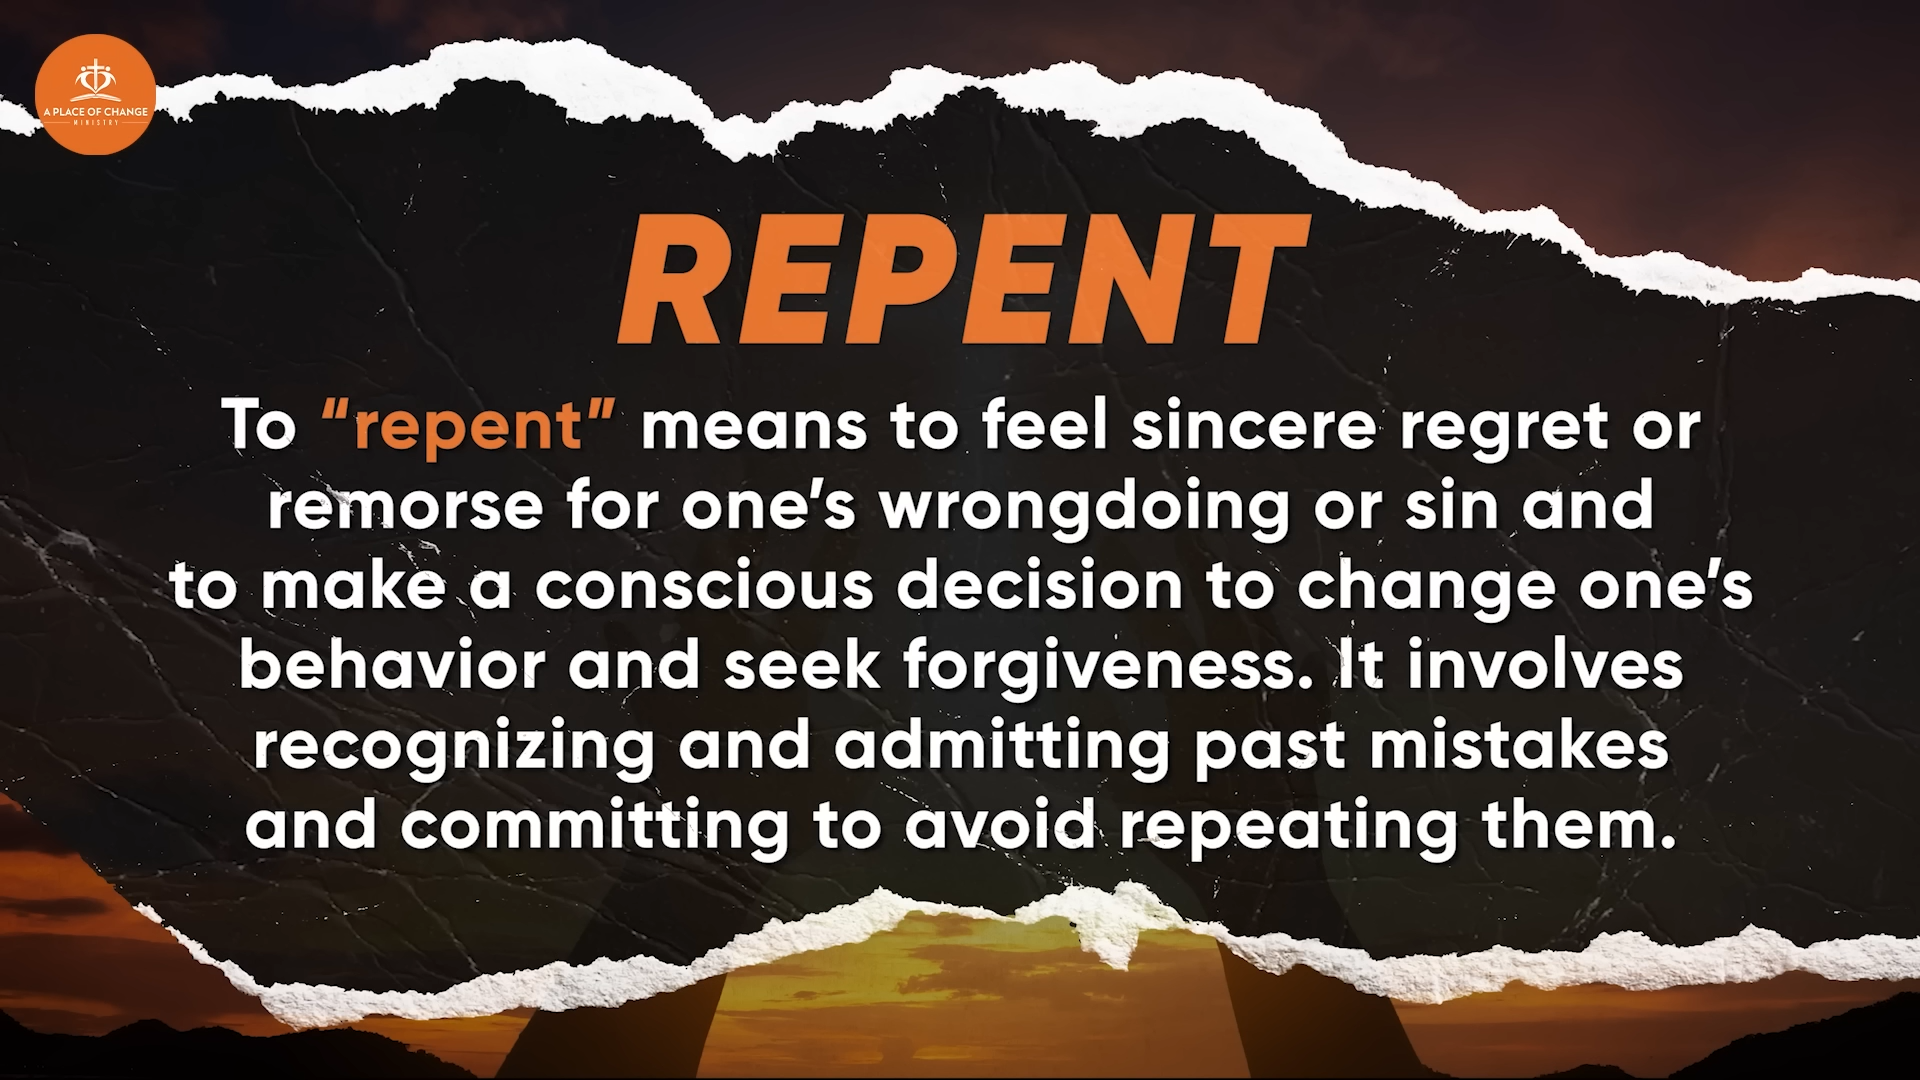 A PLACE OF CHANGE
MINISTRY
REPENT
To “repent” means to feel sincere regret or
remorse for one’s wrongdoing or sin and
to make a conscious decision to change one’s
behavior and seek forgiveness. It involves
recognizing and admitting past mistakes
and committing to avoid repeating them.